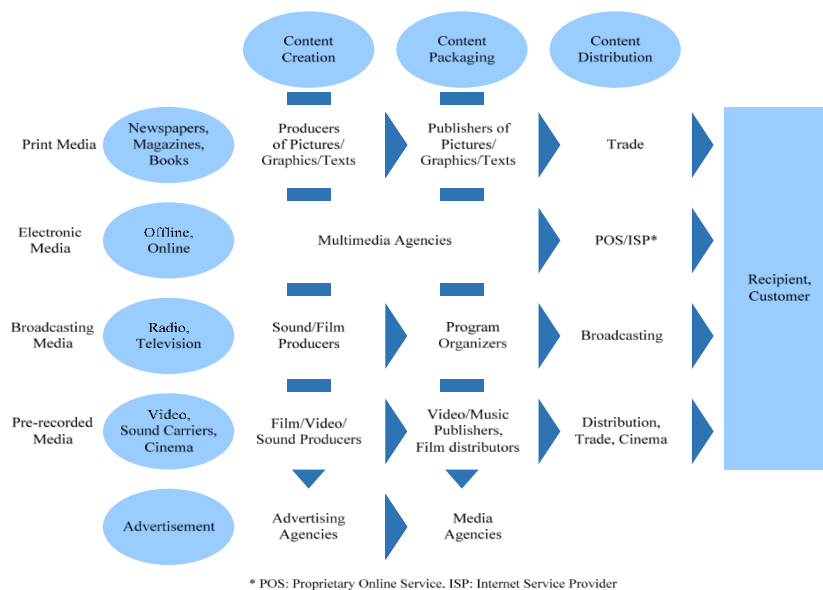 Content
Creation
Content
Packaging
Content
Distribution
Print Media
Newspapers,
Magazines,
Books
Producers
of Pictures/
Graphics/Texts
Publishers of
Pictures/
Graphics/Texts
Trade
Electronic
Media
Offline,
Online
Multimedia Agencies
POS/ISP*
Recipient,
Customer
Broadcasting
Media
Radio,
Television
Sound/Film
Producers
Program
Organizers
Broadcasting
Pre-recorded
Media
Video,
Sound Carriers,
Cinema
Film/Video/
Sound Producers
Video/Music
Publishers,
Film distributors
Distribution,
Trade, Cinema
Advertisement
Advertising
Agencies
Media
Agencies
* POS: Proprietary Online Service, ISP: Internet Service Provider